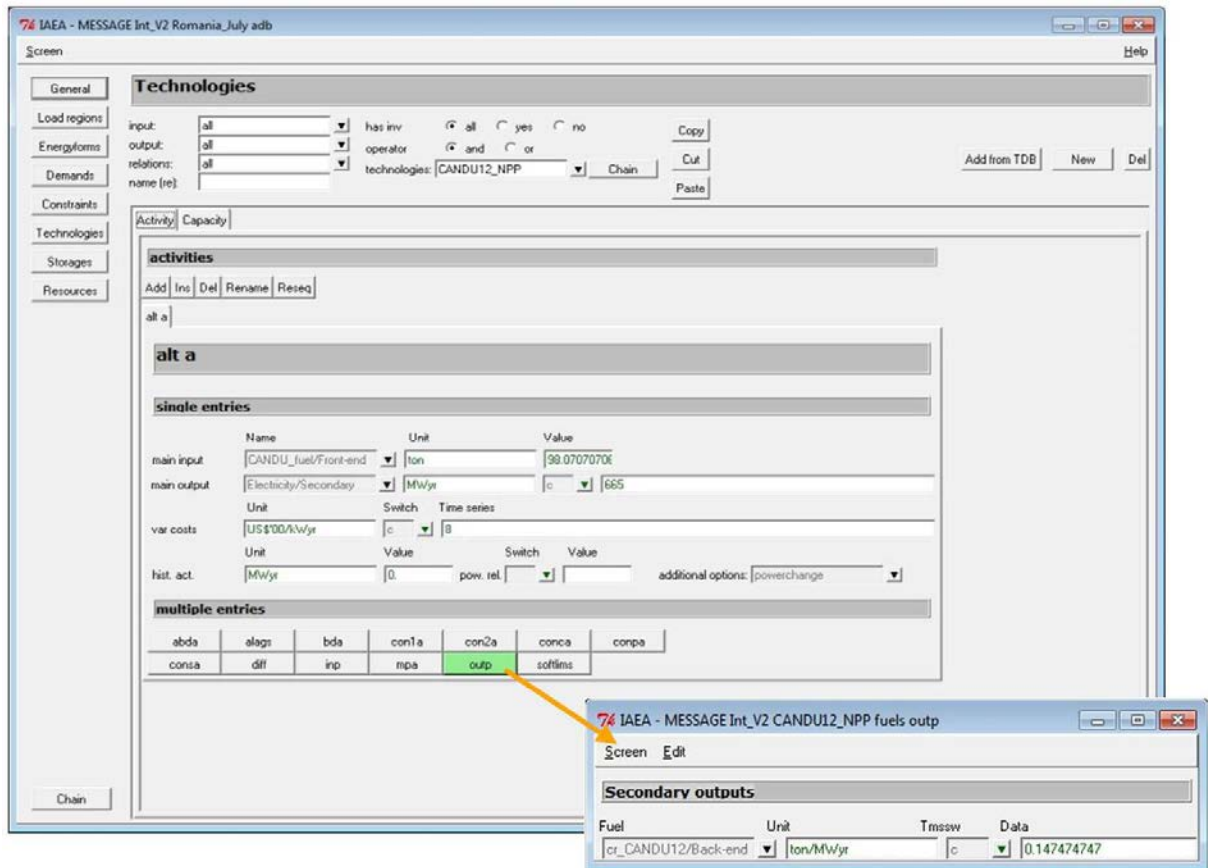 IAEA - MESSAGE Int_V2 Romania_July adb
Screen Help
General
Load regions
Energyforms
Demands
Constraints
Technologies
Storages
Resources
Chain
Technologies
input: all has inv all yes no Copy
output: all operator and or Cut
relations: all technologies: CANDU12_NPP Chain Paste
name (re):
Add from TDB New Del
Activity Capacity
activities
Add Ins Del Rename Reseq
alt a
alt a
single entries
Name Unit Value
main input CANDU_fuel/Front-end ton 98.0707070
main output Electricity/Secondary MWyr c 665
Unit Switch Time series
var costs US$'00/kWyr c 8
Unit Value Switch Value
hist. act. MWyr 0. pow. rel. additional options: powerchange
multiple entries
abda alags bda con1a con2a conca conpa
consa diff inp mpa outp softlims
IAEA - MESSAGE Int_V2 CANDU12_NPP fuels outp
Screen Edit
Secondary outputs
Fuel Unit Tmssw Data
cr_CANDU12/Back-end ton/MWyr c 0.147474747